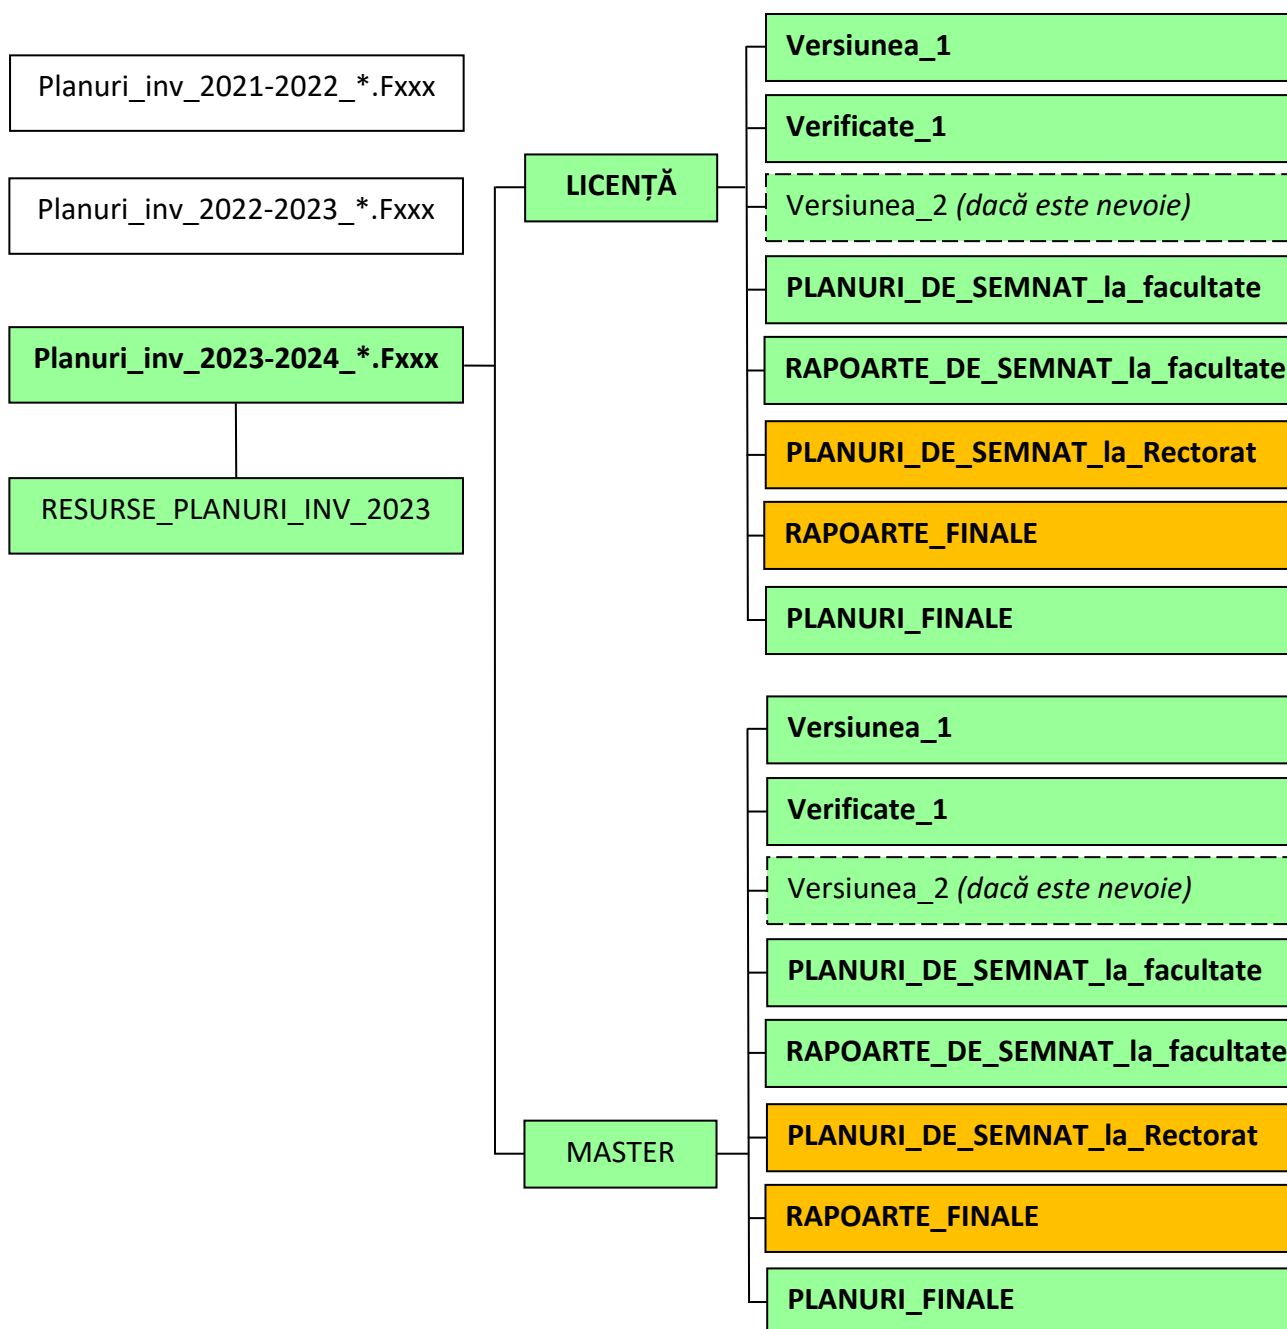 Planuri_inv_2021-2022_*.Fxxx
Planuri_inv_2022-2023_*.Fxxx
Planuri_inv_2023-2024_*.Fxxx
RESURSE_PLANURI_INV_2023
LICENȚĂ
Versiunea_1
Verificate_1
Versiunea_2 (dacă este nevoie)
PLANURI_DE_SEMNAT_la_facultate
RAPOARTE_DE_SEMNAT_la_facultate
PLANURI_DE_SEMNAT_la_Rectorat
RAPOARTE_FINALE
PLANURI_FINALE
MASTER
Versiunea_1
Verificate_1
Versiunea_2 (dacă este nevoie)
PLANURI_DE_SEMNAT_la_facultate
RAPOARTE_DE_SEMNAT_la_facultate
PLANURI_DE_SEMNAT_la_Rectorat
RAPOARTE_FINALE
PLANURI_FINALE